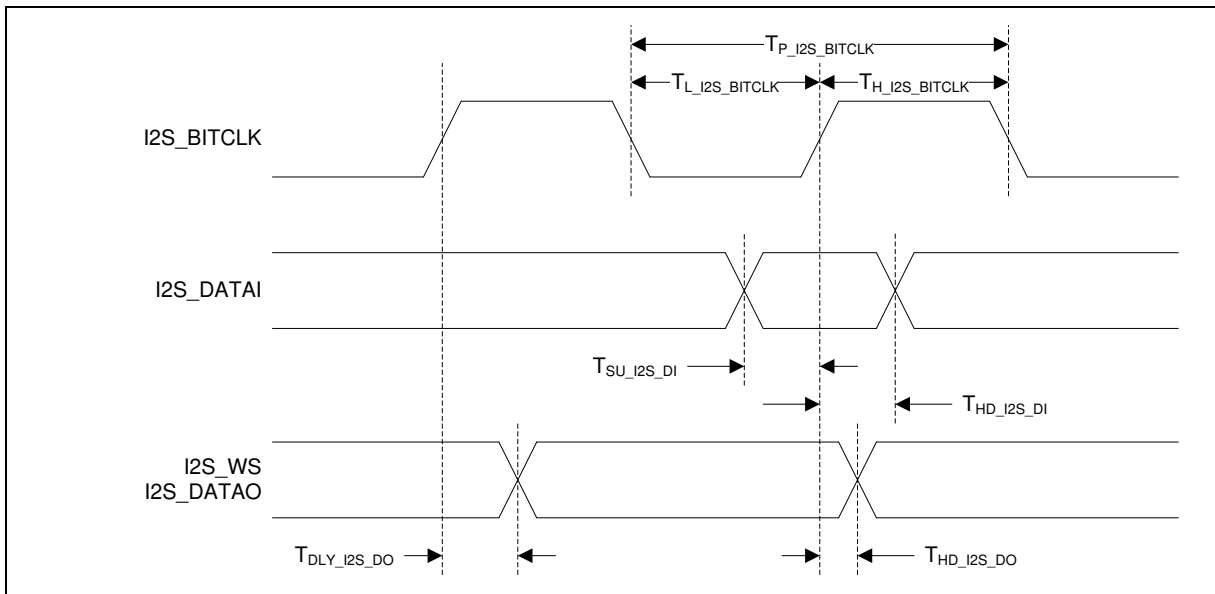 T_P_I2S_BITCLK
T_L_I2S_BITCLK T_H_I2S_BITCLK
I2S_BITCLK
I2S_DATAI
T_SU_I2S_DI
T_HD_I2S_DI
I2S_WS
I2S_DATAO
T_DLY_I2S_DO T_HD_I2S_DO